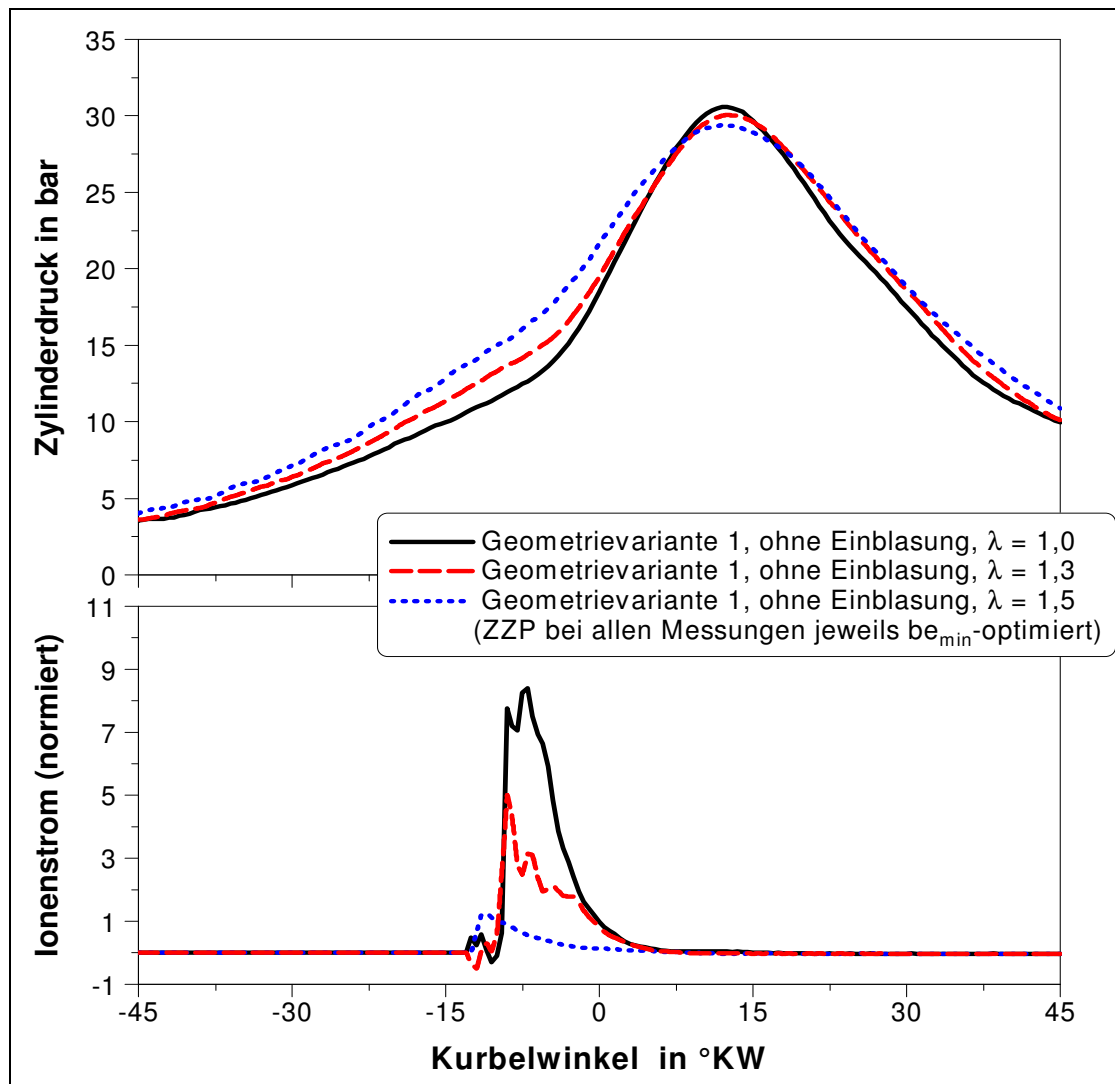 35
30
25
20
15
10
5
0
Zylinderdruck in bar
Geometrievariante 1, ohne Einblasung, λ = 1,0
Geometrievariante 1, ohne Einblasung, λ = 1,3
Geometrievariante 1, ohne Einblasung, λ = 1,5
(ZZP bei allen Messungen jeweils be_min-optimiert)
11
9
7
5
3
1
-1
Ionenstrom (normiert)
-45 -30 -15 0 15 30 45
Kurbelwinkel in °KW